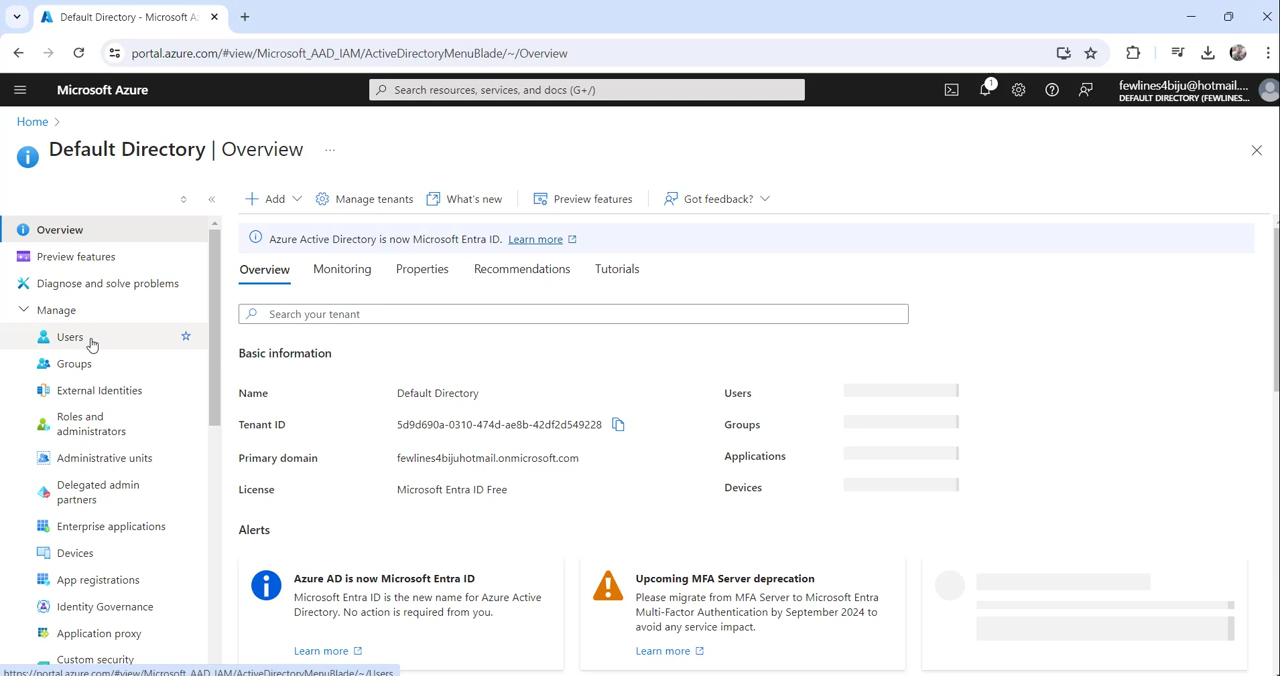 Default Directory - Microsoft A
portal.azure.com/#view/Microsoft_AAD_IAM/ActiveDirectoryMenuBlade/~/Overview
Microsoft Azure
Search resources, services, and docs (G+/)
1
fewlines4biju@hotmail....
DEFAULT DIRECTORY (FEWLINES...
Home >
Default Directory | Overview ...
Add
Manage tenants
What's new
Preview features
Got feedback?
Overview
Preview features
Diagnose and solve problems
Manage
Users
Groups
External Identities
Roles and
administrators
Administrative units
Delegated admin
partners
Enterprise applications
Devices
App registrations
Identity Governance
Application proxy
Custom security
Azure Active Directory is now Microsoft Entra ID. Learn more
Overview
Monitoring
Properties
Recommendations
Tutorials
Search your tenant
Basic information
Name
Default Directory
Users
Tenant ID
5d9d690a-0310-474d-ae8b-42df2d549228
Groups
Primary domain
fewlines4bijuhotmail.onmicrosoft.com
Applications
License
Microsoft Entra ID Free
Devices
Alerts
Azure AD is now Microsoft Entra ID
Microsoft Entra ID is the new name for Azure Active
Directory. No action is required from you.
Learn more
Upcoming MFA Server deprecation
Please migrate from MFA Server to Microsoft Entra
Multi-Factor Authentication by September 2024 to
avoid any service impact.
Learn more
https://portal.azure.com/#view/Microsoft_AAD_IAM/ActiveDirectoryMenuBlade/~/Users